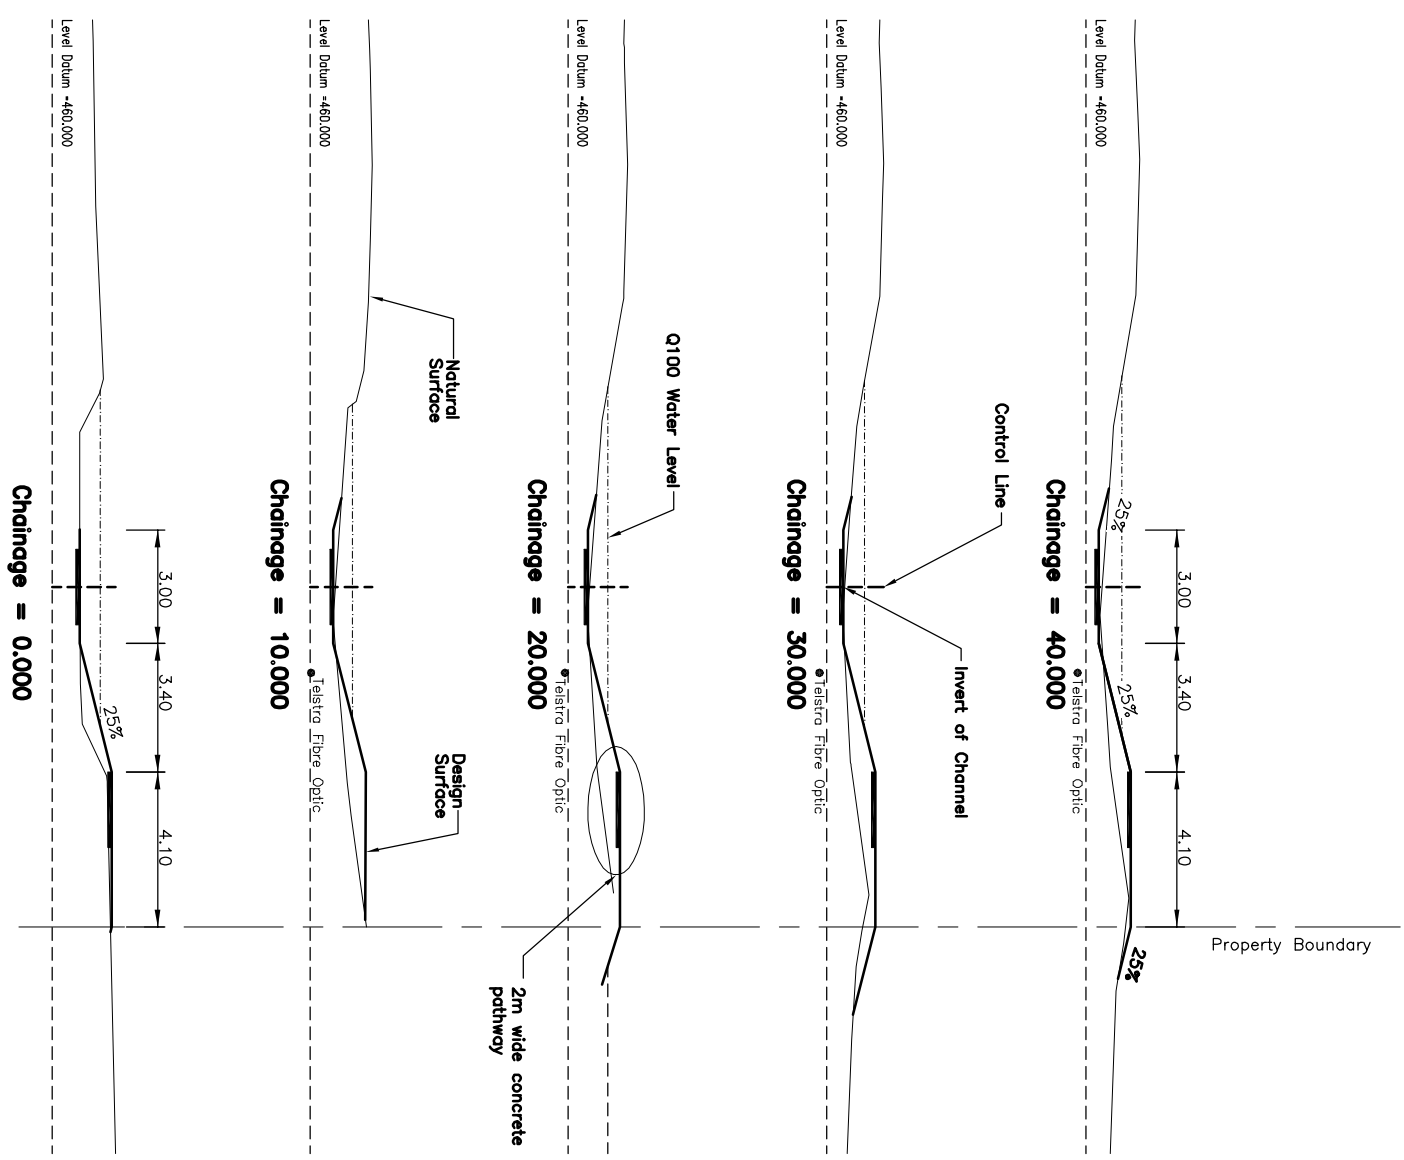 Level Datum =460.000
25%
25%
3.00
3.40
4.10
25%
Telstra Fibre Optic
Chainage = 40.000
Property Boundary
Level Datum =460.000
Control Line
Invert of Channel
Telstra Fibre Optic
Chainage = 30.000
Level Datum =460.000
Q100 Water Level
Telstra Fibre Optic
2m wide concrete
pathway
Chainage = 20.000
Level Datum =460.000
Natural
Surface
Design
Surface
Telstra Fibre Optic
Chainage = 10.000
Level Datum =460.000
3.00
3.40
4.10
25%
Chainage = 0.000